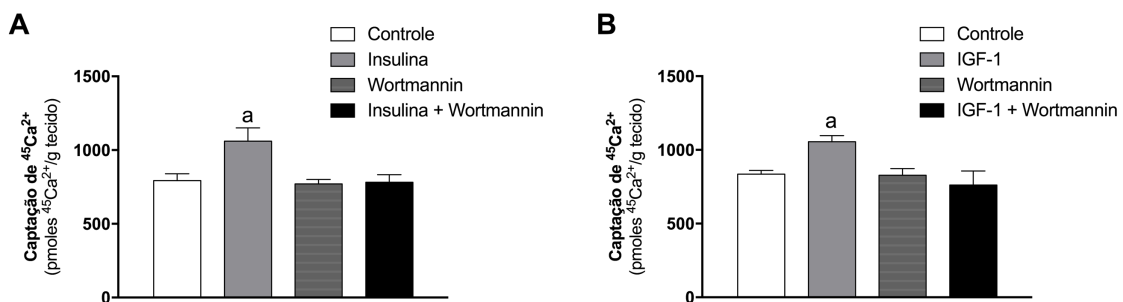 A
Controle
Insulina
Wortmannin
Insulina + Wortmannin
Captação de ⁴⁵Ca²⁺
(pmoles ⁴⁵Ca²⁺/g tecido)
1500
1000
500
0
a
B
Controle
IGF-1
Wortmannin
IGF-1 + Wortmannin
Captação de ⁴⁵Ca²⁺
(pmoles ⁴⁵Ca²⁺/g tecido)
1500
1000
500
0
a